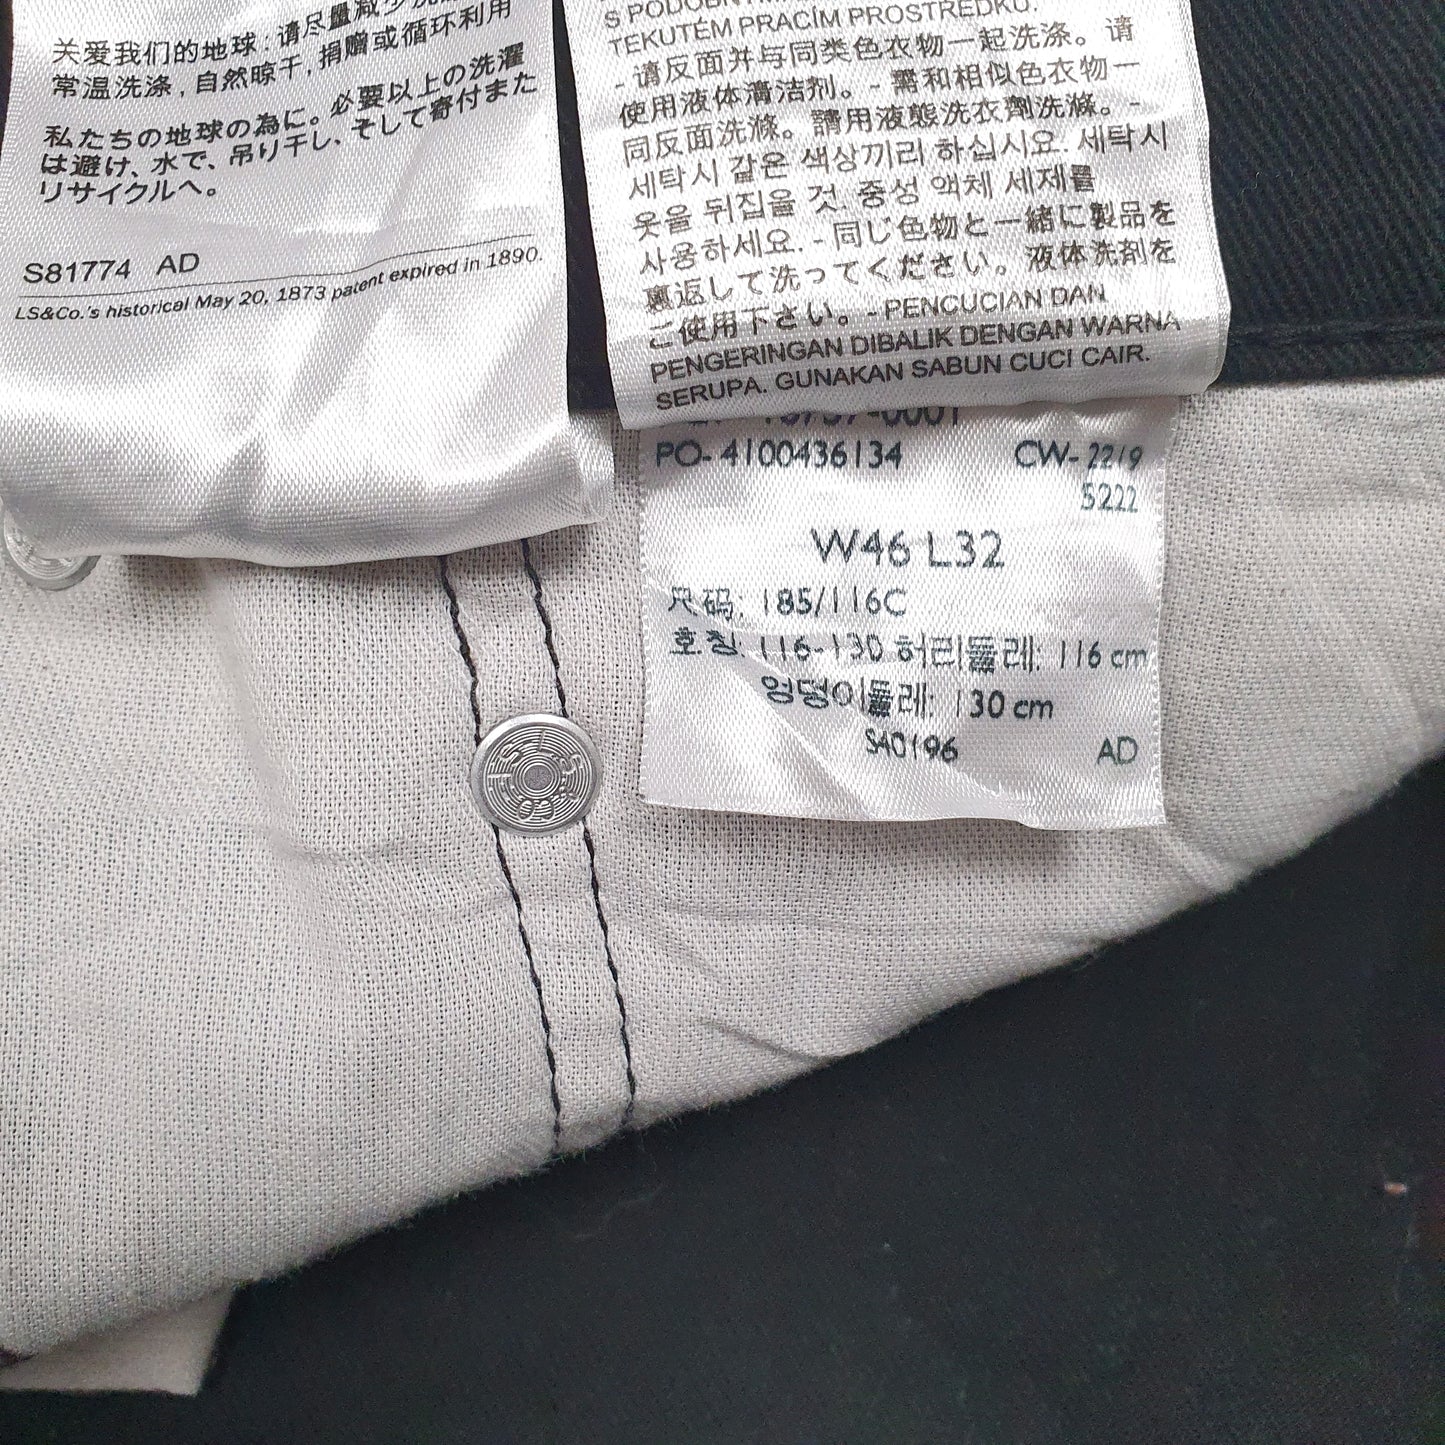 关爱我们的地球: 请尽量减少洗
常温洗涤, 自然晾干, 捐赠或循环利用
私たちの地球の為に。必要以上の洗濯
は避け、水で、吊り干し、そして寄付また
リサイクルへ。
S81774 AD
LS&Co.'s historical May 20, 1873 patent expired in 1890.
S PODOBNÝM
TEKUTÉM PRACÍM PROSTŘEDKU.
- 请反面并与同类色衣物一起洗涤。请
使用液体清洁剂。- 需和相似色衣物一
同反面洗滌。請用液態洗衣劑洗滌。-
세탁시 같은 색상끼리 하십시요. 세탁시
옷을 뒤집을 것. 중성 액체 세제를
사용하세요. - 同じ色物と一緒に製品を
裏返して洗ってください。液体洗剤を
ご使用下さい。- PENCUCIAN DAN
PENGERINGAN DIBALIK DENGAN WARNA
SERUPA. GUNAKAN SABUN CUCI CAIR.
PO- 4100436134 CW- 2219
S222
W46 L32
尺码: 185/116C
호칭: 116-130 허리둘레: 116 cm
엉덩이둘레: 130 cm
SA0196 AD